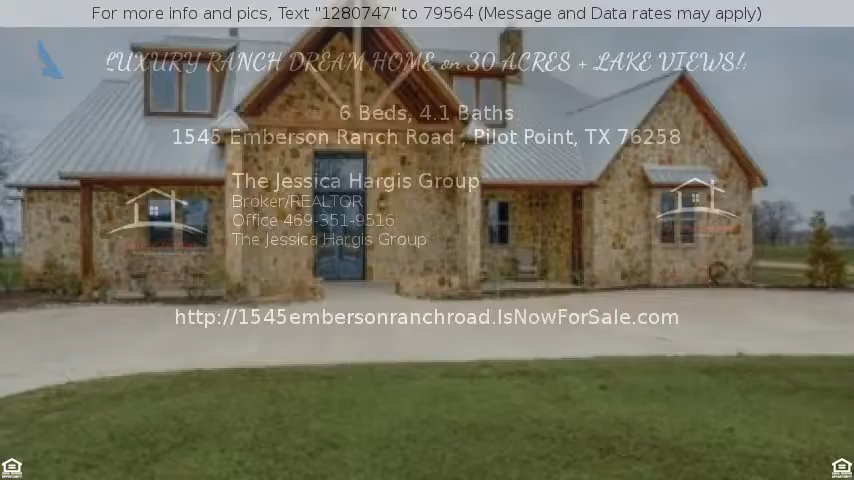 For more info and pics, Text "1280747" to 79564 (Message and Data rates may apply)
LUXURY RANCH DREAM HOME on 30 ACRES + LAKE VIEWS!!
6 Beds, 4.1 Baths
1545 Emberson Ranch Road , Pilot Point, TX 76258
The Jessica Hargis Group
Broker/REALTOR
Office 469-351-9516
The Jessica Hargis Group
http://1545embersonranchroad.IsNowForSale.com